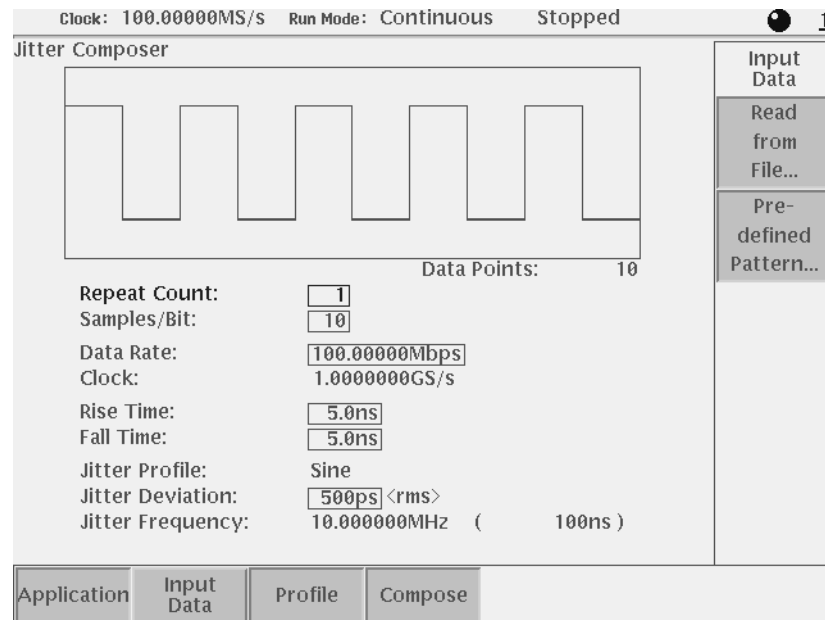 Clock: 100.00000MS/s Run Mode: Continuous Stopped
Jitter Composer
Data Points: 10
Repeat Count: 1
Samples/Bit: 10
Data Rate: 100.00000Mbps
Clock: 1.0000000GS/s
Rise Time: 5.0ns
Fall Time: 5.0ns
Jitter Profile: Sine
Jitter Deviation: 500ps <rms>
Jitter Frequency: 10.000000MHz ( 100ns )
Input
Data
Read
from
File...
Pre-
defined
Pattern...
Application
Input
Data
Profile
Compose